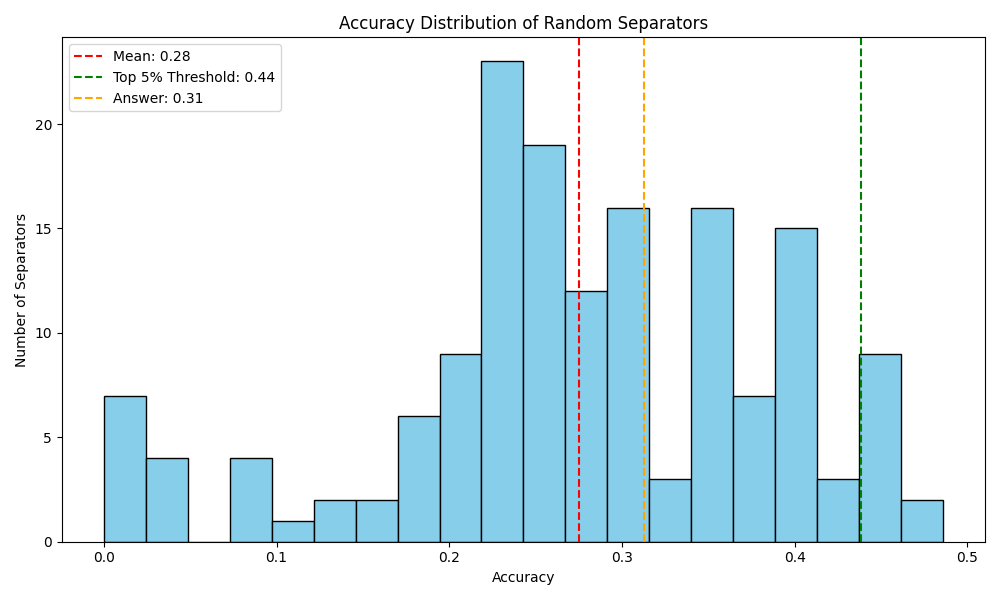 Accuracy Distribution of Random Separators
Mean: 0.28
Top 5% Threshold: 0.44
Answer: 0.31
Number of Separators
20
15
10
5
0
0.0 0.1 0.2 0.3 0.4 0.5
Accuracy